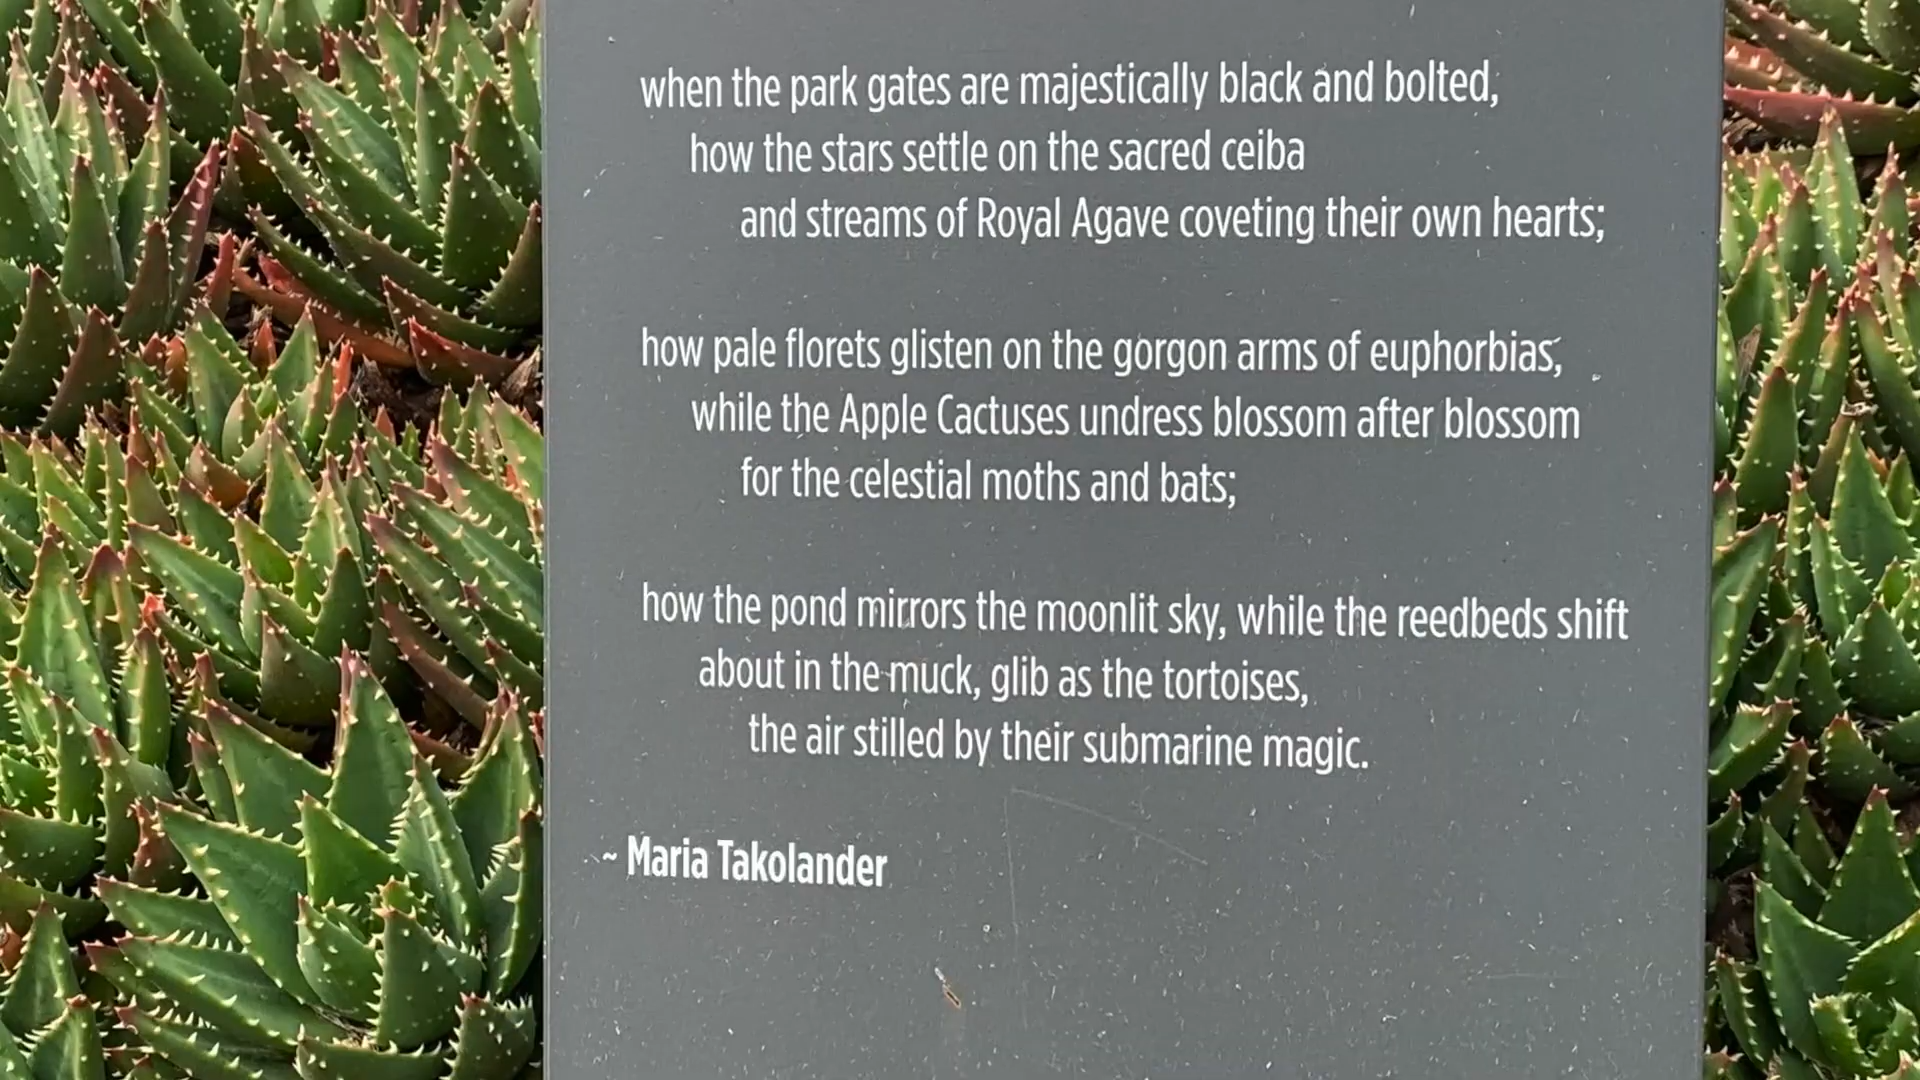 when the park gates are majestically black and bolted,
how the stars settle on the sacred ceiba
and streams of Royal Agave coveting their own hearts;
how pale florets glisten on the gorgon arms of euphorbias,
while the Apple Cactuses undress blossom after blossom
for the celestial moths and bats;
how the pond mirrors the moonlit sky, while the reedbeds shift
about in the muck, glib as the tortoises,
the air stilled by their submarine magic.
~ Maria Takolander